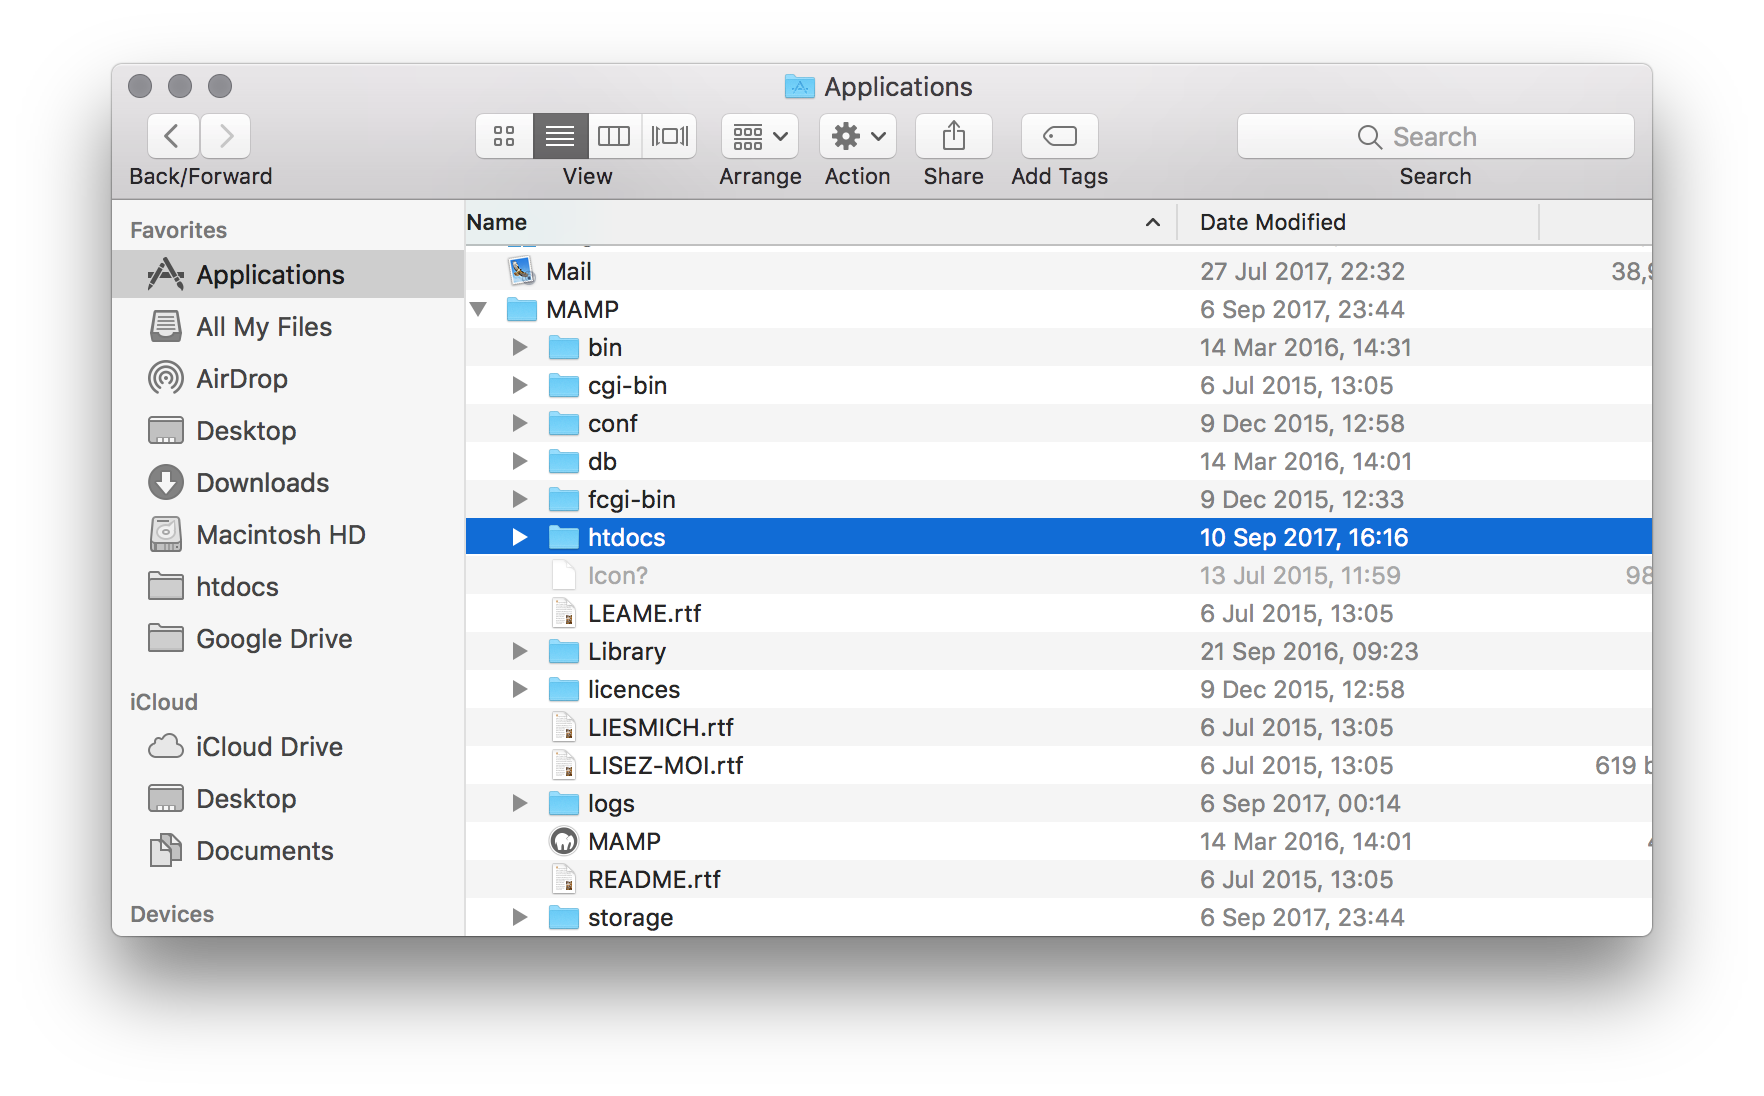 Applications
Back/Forward
View
Arrange
Action
Share
Add Tags
Search
Search
Favorites
Applications
All My Files
AirDrop
Desktop
Downloads
Macintosh HD
htdocs
Google Drive
iCloud
iCloud Drive
Desktop
Documents
Devices
Name Date Modified
Mail 27 Jul 2017, 22:32
MAMP 6 Sep 2017, 23:44
bin 14 Mar 2016, 14:31
cgi-bin 6 Jul 2015, 13:05
conf 9 Dec 2015, 12:58
db 14 Mar 2016, 14:01
fcgi-bin 9 Dec 2015, 12:33
htdocs 10 Sep 2017, 16:16
Icon? 13 Jul 2015, 11:59 98
LEAME.rtf 6 Jul 2015, 13:05
Library 21 Sep 2016, 09:23
licences 9 Dec 2015, 12:58
LIESMICH.rtf 6 Jul 2015, 13:05
LISEZ-MOI.rtf 6 Jul 2015, 13:05 619 b
logs 6 Sep 2017, 00:14
MAMP 14 Mar 2016, 14:01
README.rtf 6 Jul 2015, 13:05
storage 6 Sep 2017, 23:44